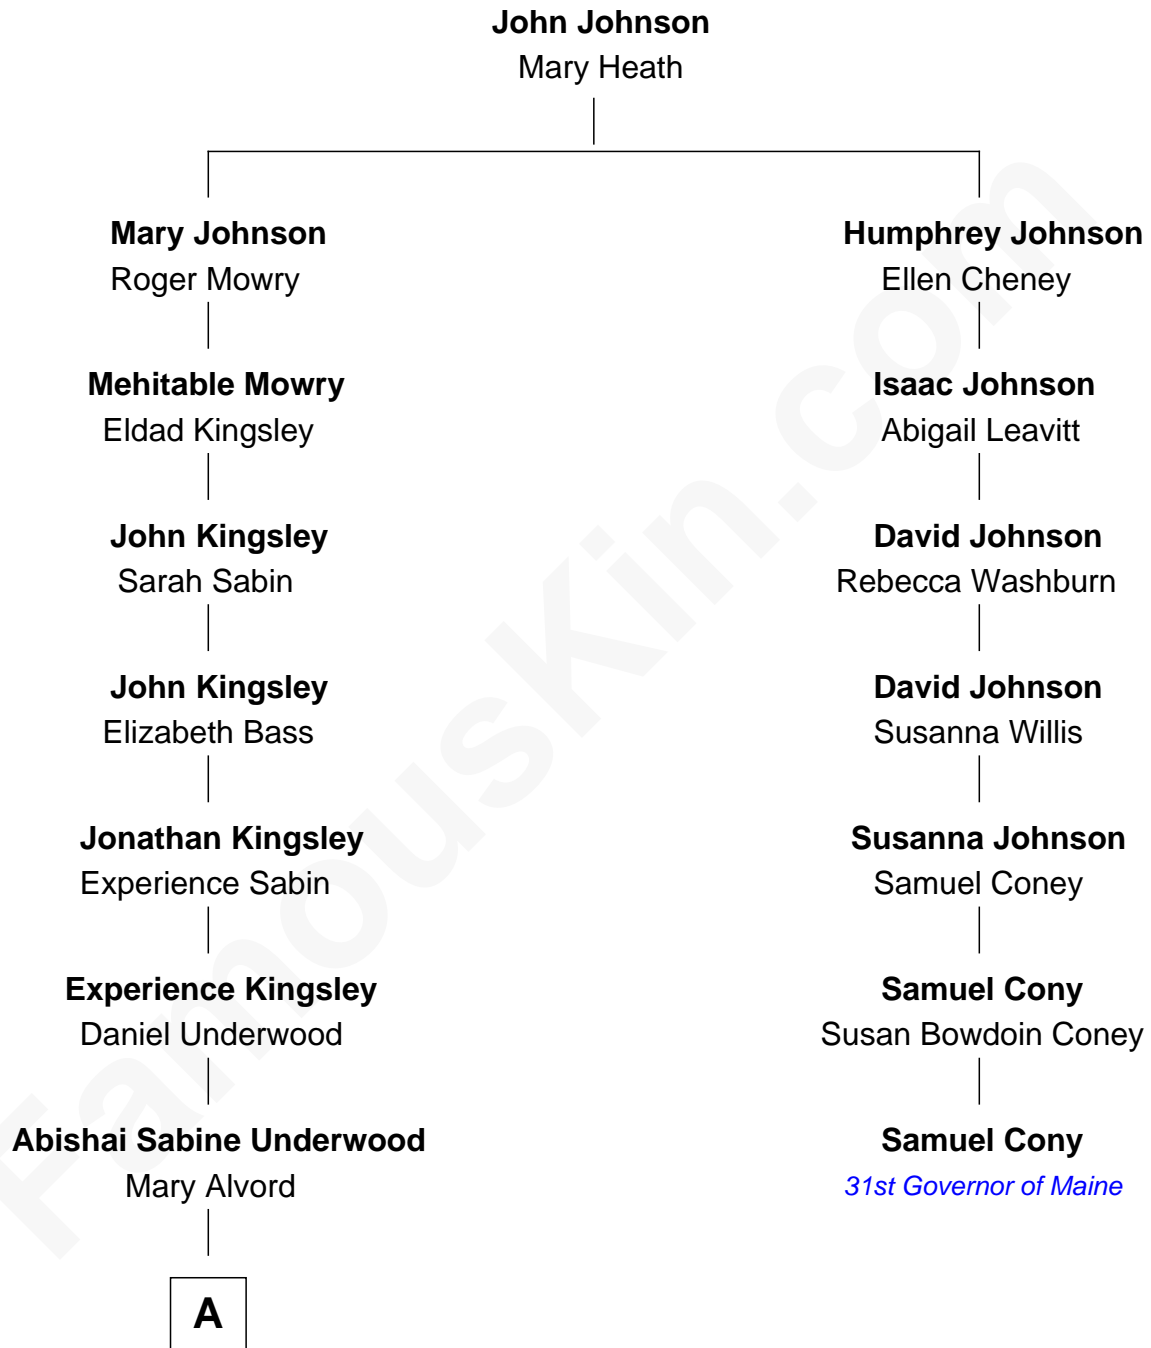 John Johnson
Mary Heath
Mary Johnson
Roger Mowry
Humphrey Johnson
Ellen Cheney
Mehitable Mowry
Eldad Kingsley
Isaac Johnson
Abigail Leavitt
John Kingsley
Sarah Sabin
David Johnson
Rebecca Washburn
John Kingsley
Elizabeth Bass
David Johnson
Susanna Willis
Jonathan Kingsley
Experience Sabin
Susanna Johnson
Samuel Coney
Experience Kingsley
Daniel Underwood
Samuel Cony
Susan Bowdoin Coney
Abishai Sabine Underwood
Mary Alvord
Samuel Cony
31st Governor of Maine
A
FamousKin.com